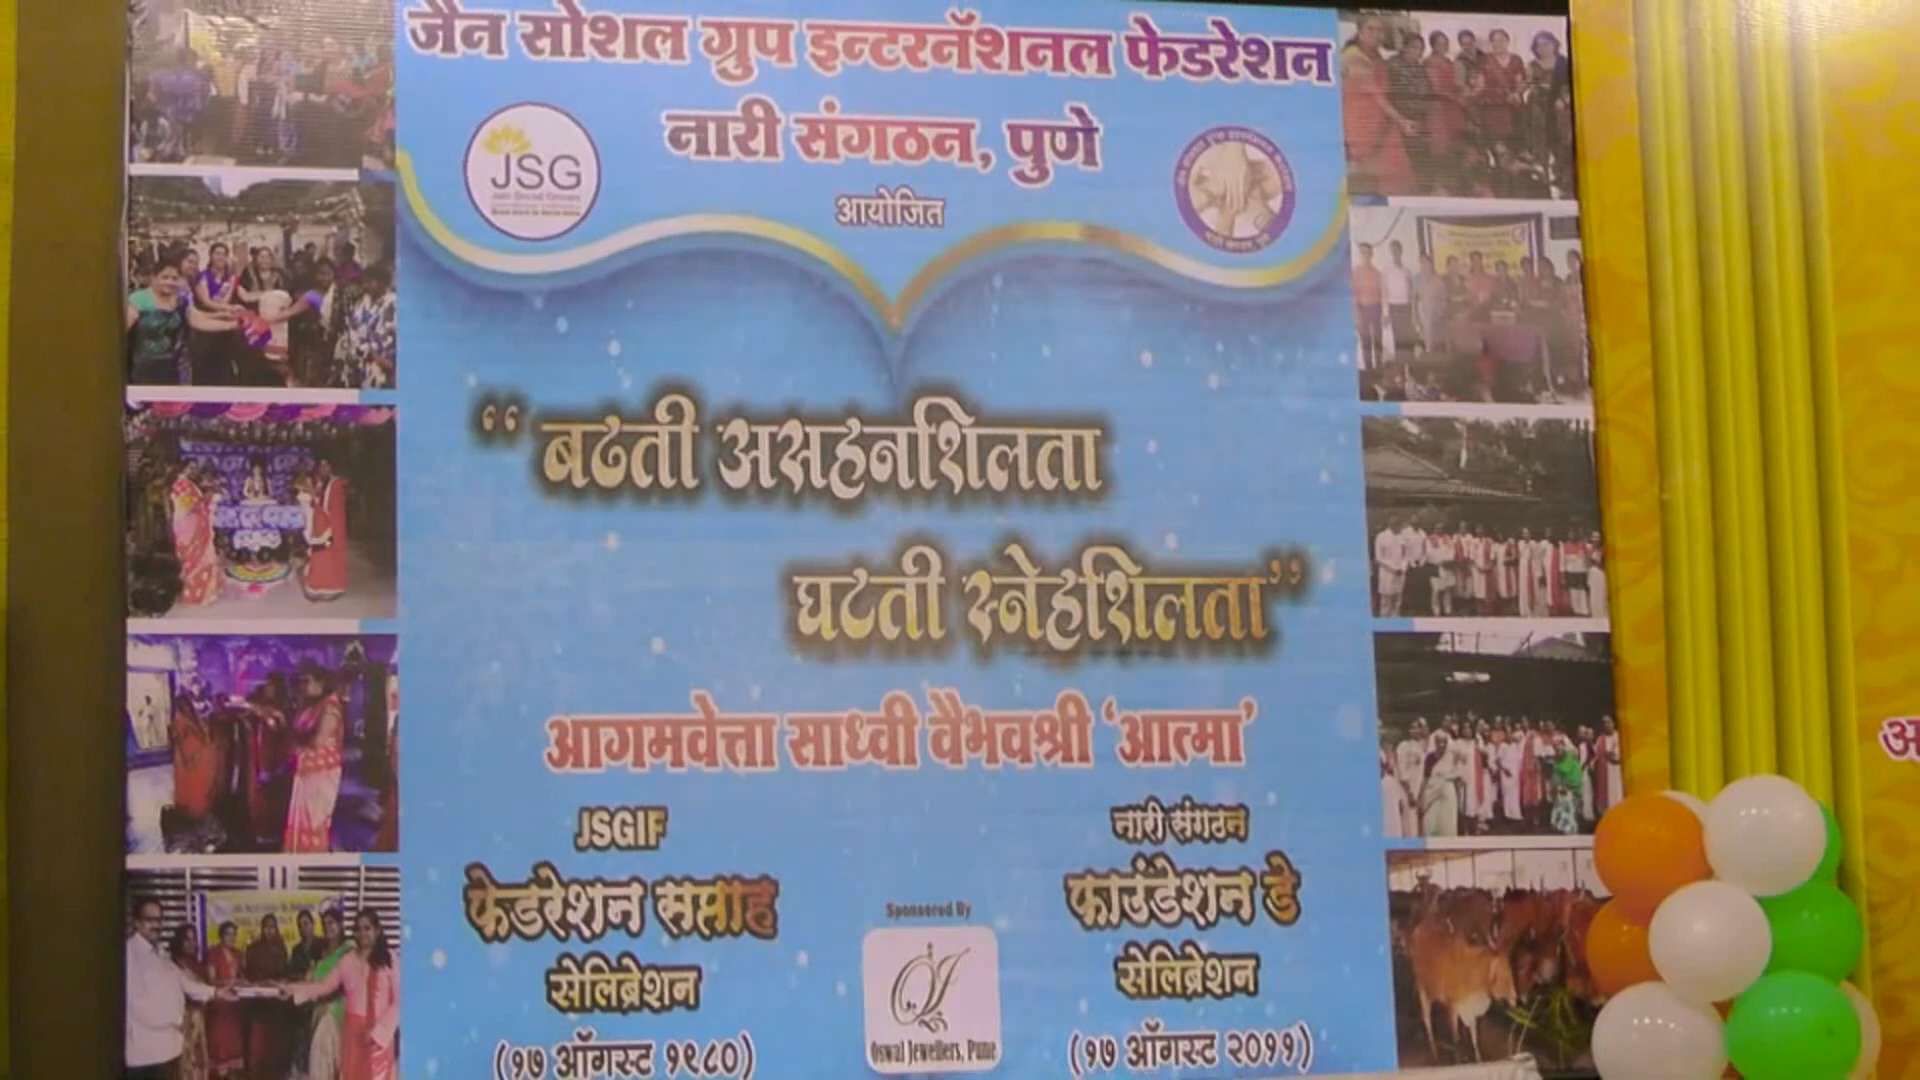 जैन सोशल ग्रुप इन्टरनॅशनल फेडरेशन
नारी संगठन, पुणे
JSG
आयोजित
“बढती असहनशिलता
घटती स्नेहशिलता”
आगमवेत्ता साध्वी वैभवश्री ‘आत्मा’
JSGIF
फेडरेशन सप्ताह
सेलिब्रेशन
(१७ ऑगस्ट १९८०)
Sponsored By
Oswal Jewellers, Pune
नारी संगठन
फाउंडेशन डे
सेलिब्रेशन
(१७ ऑगस्ट २०११)